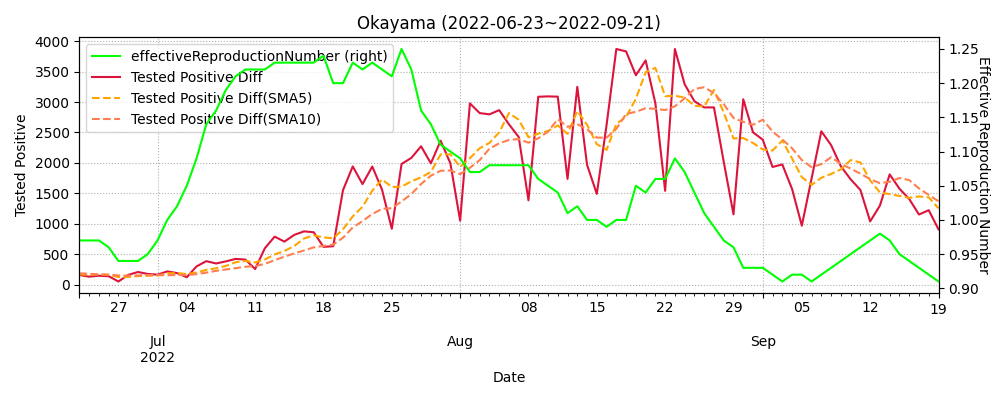 Okayama (2022-06-23~2022-09-21)
effectiveReproductionNumber (right)
Tested Positive Diff
Tested Positive Diff(SMA5)
Tested Positive Diff(SMA10)
Tested Positive
4000
3500
3000
2500
2000
1500
1000
500
0
Effective Reproduction Number
1.25
1.20
1.15
1.10
1.05
1.00
0.95
0.90
27 04 11 18 25 08 15 22 29 05 12 19
Jul Aug Sep
2022
Date